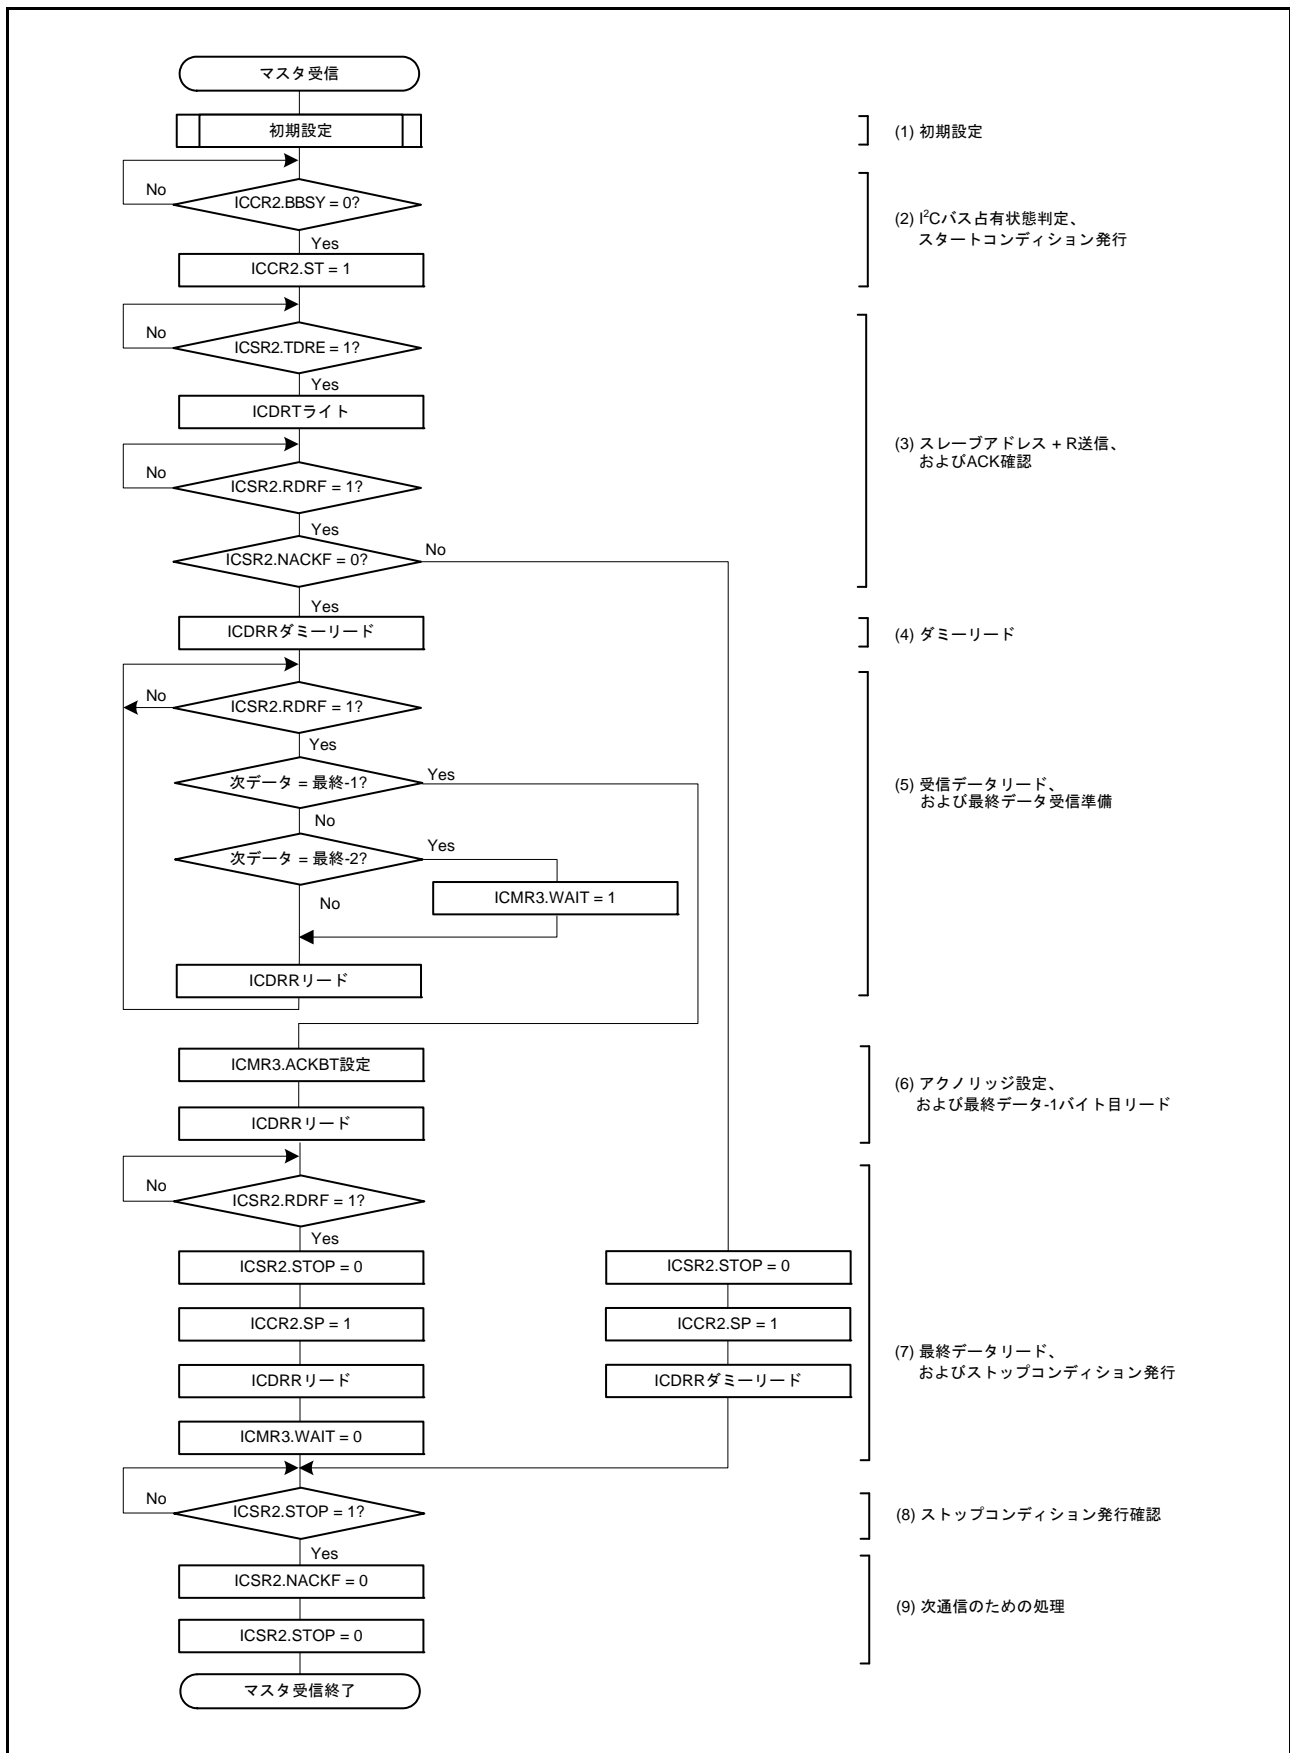 マスタ受信
初期設定
(1) 初期設定
No
ICCR2.BBSY = 0?
Yes
ICCR2.ST = 1
(2) I²Cバス占有状態判定、
スタートコンディション発行
No
ICSR2.TDRE = 1?
Yes
ICDRTライト
No
ICSR2.RDRF = 1?
Yes
ICSR2.NACKF = 0?
No
Yes
(3) スレーブアドレス + R送信、
およびACK確認
ICDRRダミーリード
(4) ダミーリード
No
ICSR2.RDRF = 1?
Yes
次データ = 最終-1?
Yes
No
次データ = 最終-2?
Yes
ICMR3.WAIT = 1
No
ICDRRリード
(5) 受信データリード、
および最終データ受信準備
ICMR3.ACKBT設定
ICDRRリード
(6) アクノリッジ設定、
および最終データ-1バイト目リード
No
ICSR2.RDRF = 1?
Yes
ICSR2.STOP = 0
ICCR2.SP = 1
ICDRRリード
ICMR3.WAIT = 0
ICSR2.STOP = 0
ICCR2.SP = 1
ICDRRダミーリード
(7) 最終データリード、
およびストップコンディション発行
No
ICSR2.STOP = 1?
Yes
(8) ストップコンディション発行確認
ICSR2.NACKF = 0
ICSR2.STOP = 0
(9) 次通信のための処理
マスタ受信終了